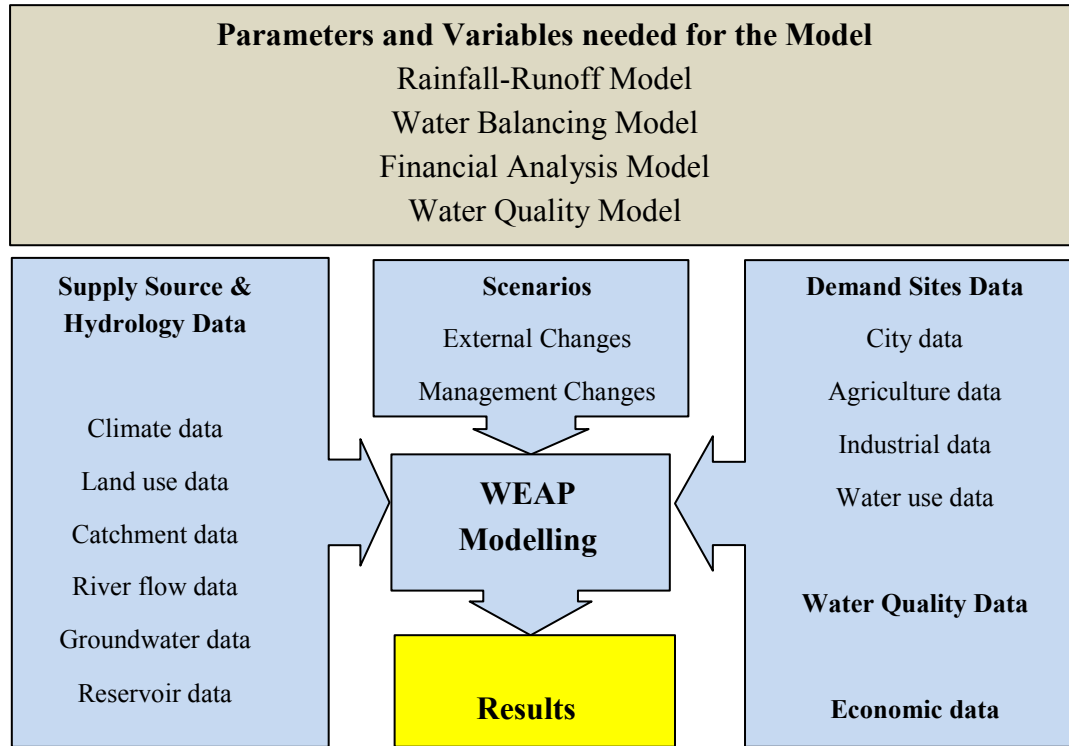 Parameters and Variables needed for the Model
Rainfall-Runoff Model
Water Balancing Model
Financial Analysis Model
Water Quality Model
Supply Source &
Hydrology Data
Climate data
Land use data
Catchment data
River flow data
Groundwater data
Reservoir data
Scenarios
External Changes
Management Changes
WEAP
Modelling
Results
Demand Sites Data
City data
Agriculture data
Industrial data
Water use data
Water Quality Data
Economic data